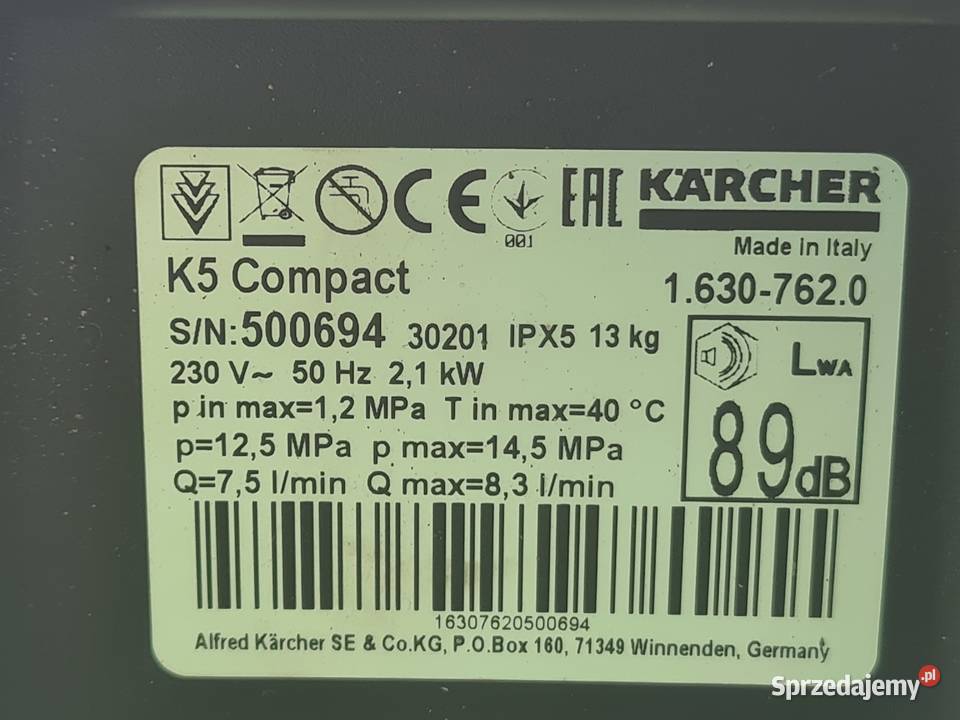 CE 001 EAC KÄRCHER
Made in Italy
K5 Compact 1.630-762.0
S/N:500694 30201 IPX5 13 kg
230 V~ 50 Hz 2,1 kW
LWA
p in max=1,2 MPa T in max=40 °C
p=12,5 MPa p max=14,5 MPa
89dB
Q=7,5 l/min Q max=8,3 l/min
16307620500694
Alfred Kärcher SE & Co.KG, P.O.Box 160, 71349 Winnenden, Germany
Sprzedajemy.pl